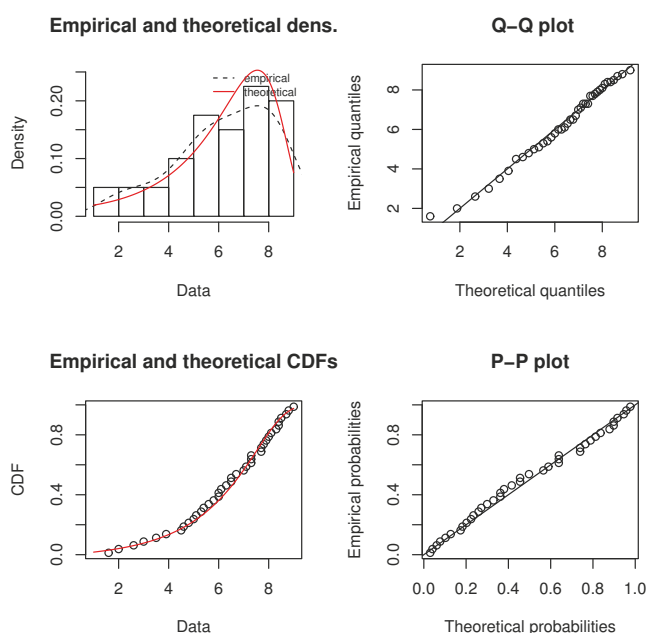 Empirical and theoretical dens.
Density
0.00 0.10 0.20
empirical
theoretical
2 4 6 8
Data
Q−Q plot
Empirical quantiles
2 4 6 8
2 4 6 8
Theoretical quantiles
Empirical and theoretical CDFs
CDF
0.0 0.4 0.8
2 4 6 8
Data
P−P plot
Empirical probabilities
0.0 0.4 0.8
0.0 0.2 0.4 0.6 0.8 1.0
Theoretical probabilities